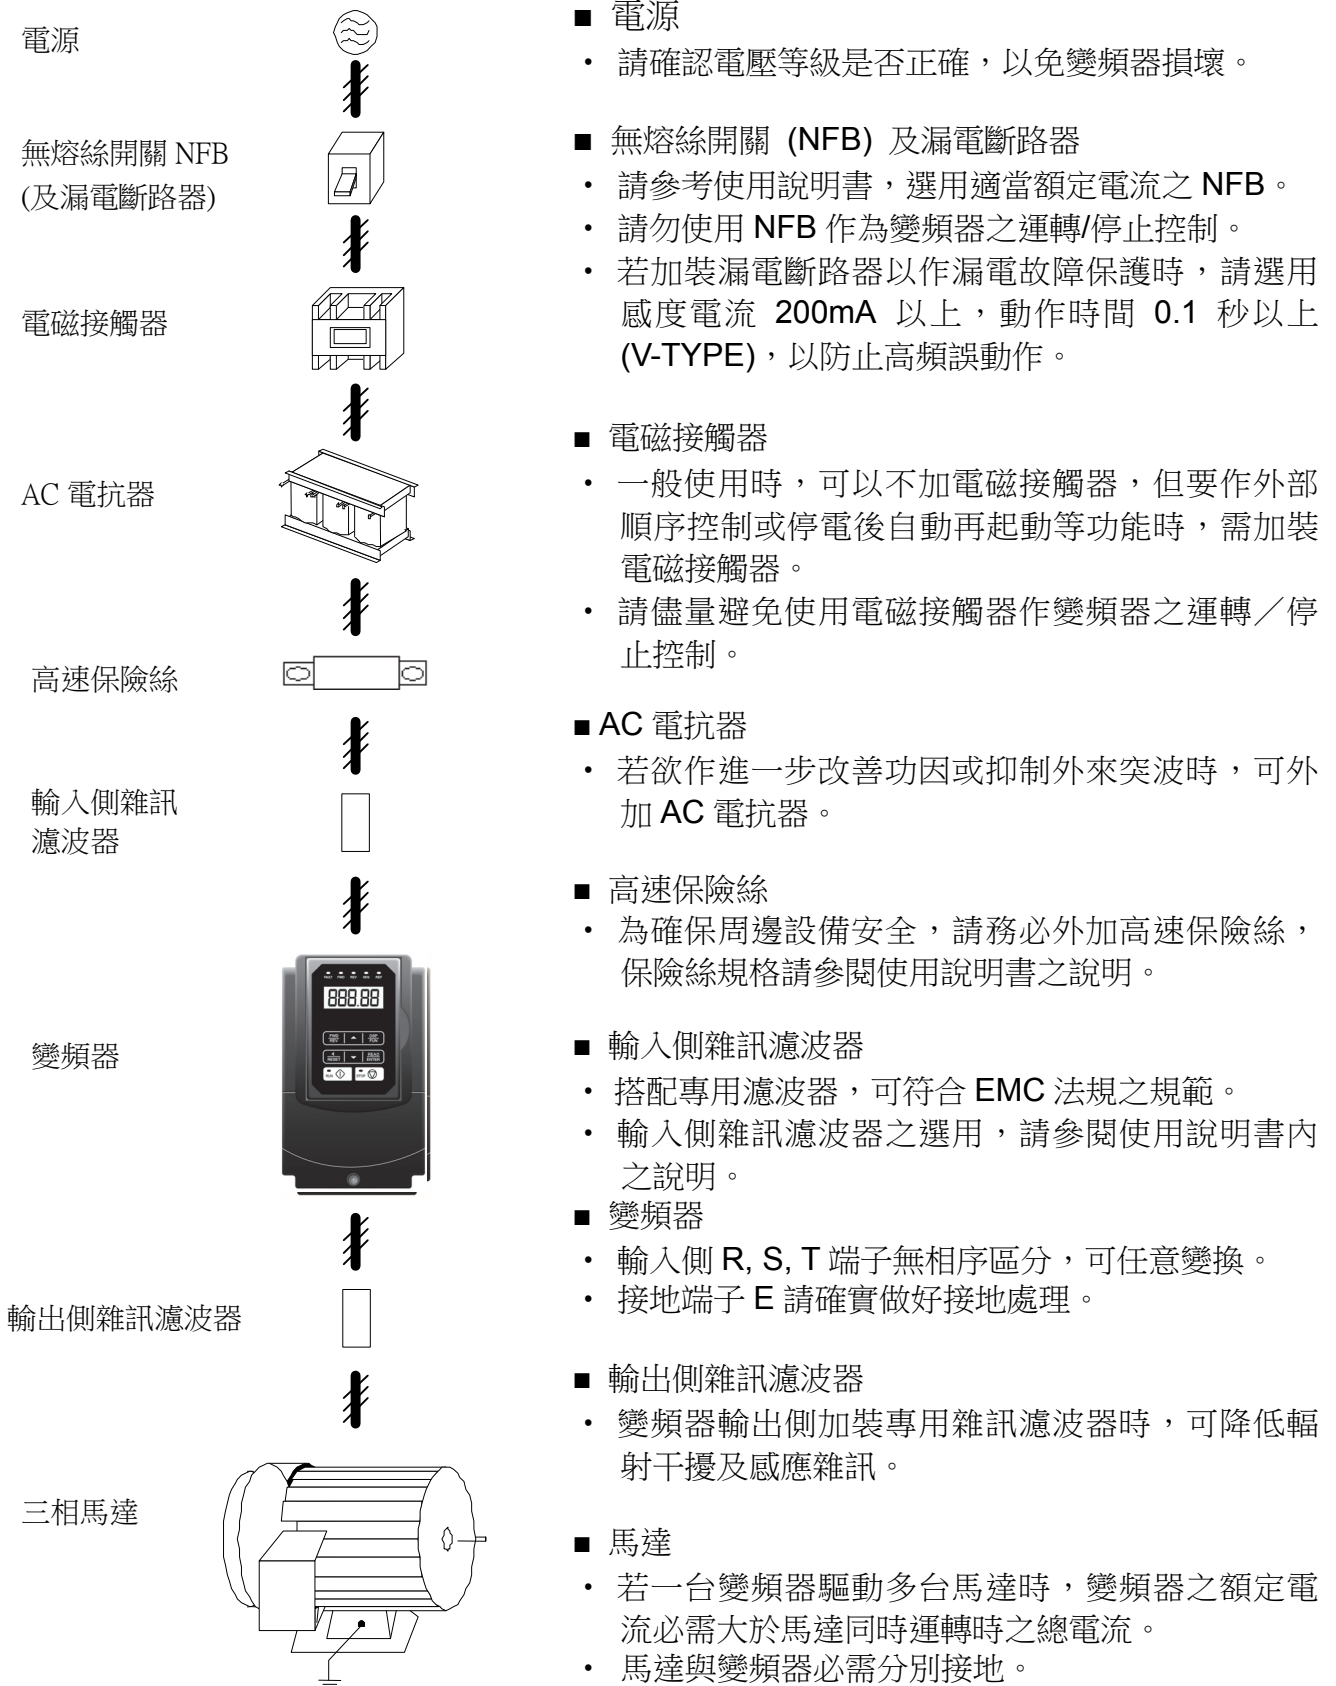 電源
無熔絲開關 NFB
(及漏電斷路器)
電磁接觸器
AC 電抗器
高速保險絲
輸入側雜訊
濾波器
變頻器
輸出側雜訊濾波器
三相馬達
888.88
FWD
REV
DSP
FUN
RESET
READ
ENTER
RUN
STOP
■ 電源
• 請確認電壓等級是否正確，以免變頻器損壞。
■ 無熔絲開關 (NFB) 及漏電斷路器
• 請參考使用說明書，選用適當額定電流之 NFB。
• 請勿使用 NFB 作為變頻器之運轉/停止控制。
• 若加裝漏電斷路器以作漏電故障保護時，請選用
感度電流 200mA 以上，動作時間 0.1 秒以上
(V-TYPE)，以防止高頻誤動作。
■ 電磁接觸器
• 一般使用時，可以不加電磁接觸器，但要作外部
順序控制或停電後自動再起動等功能時，需加裝
電磁接觸器。
• 請儘量避免使用電磁接觸器作變頻器之運轉／停
止控制。
■ AC 電抗器
• 若欲作進一步改善功因或抑制外來突波時，可外
加 AC 電抗器。
■ 高速保險絲
• 為確保周邊設備安全，請務必外加高速保險絲，
保險絲規格請參閱使用說明書之說明。
■ 輸入側雜訊濾波器
• 搭配專用濾波器，可符合 EMC 法規之規範。
• 輸入側雜訊濾波器之選用，請參閱使用說明書內
之說明。
■ 變頻器
• 輸入側 R, S, T 端子無相序區分，可任意變換。
• 接地端子 E 請確實做好接地處理。
■ 輸出側雜訊濾波器
• 變頻器輸出側加裝專用雜訊濾波器時，可降低輻
射干擾及感應雜訊。
■ 馬達
• 若一台變頻器驅動多台馬達時，變頻器之額定電
流必需大於馬達同時運轉時之總電流。
• 馬達與變頻器必需分別接地。